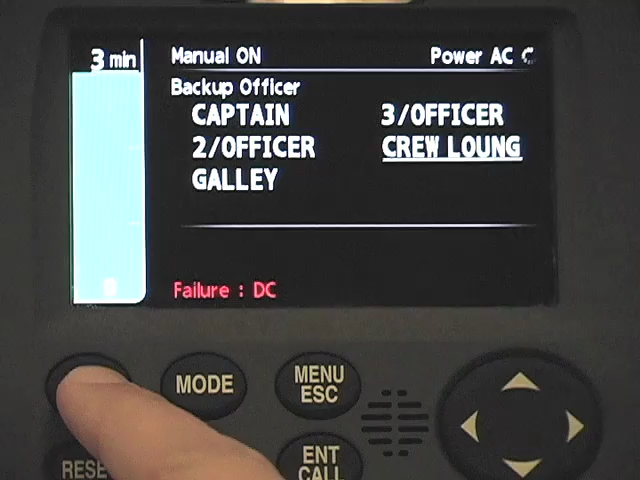 3 min
Manual ON Power AC
Backup Officer
CAPTAIN 3/OFFICER
2/OFFICER CREW LOUNG
GALLEY
0
Failure : DC
MODE
MENU
ESC
RESE
ENT
CALL